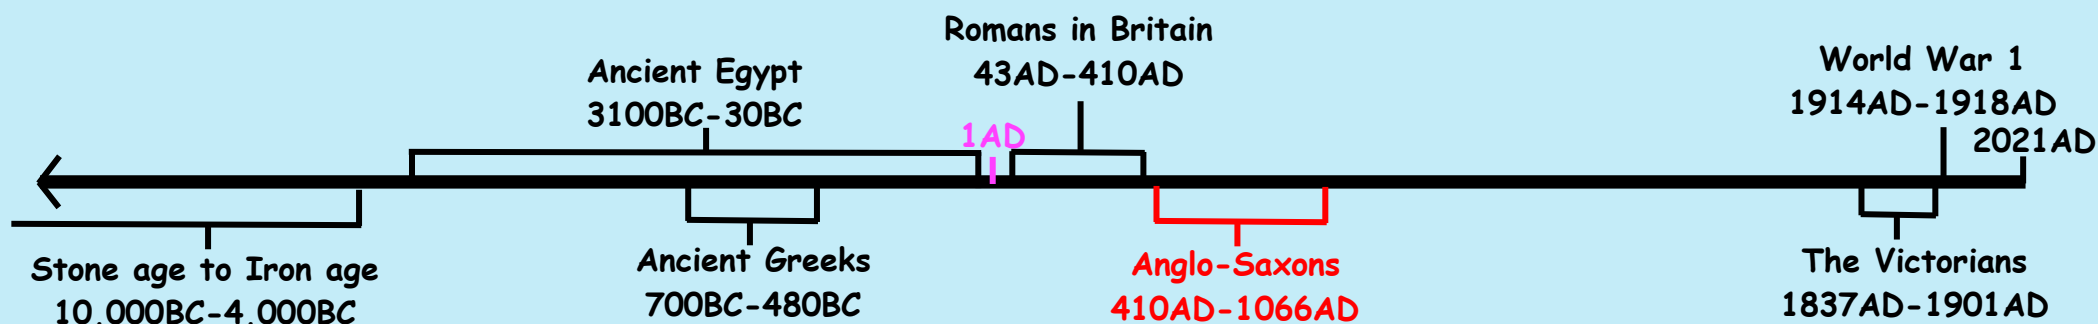 Romans in Britain
43AD-410AD
Ancient Egypt
3100BC-30BC
1AD
World War 1
1914AD-1918AD
2021AD
Stone age to Iron age
10,000BC-4,000BC
Ancient Greeks
700BC-480BC
Anglo-Saxons
410AD-1066AD
The Victorians
1837AD-1901AD